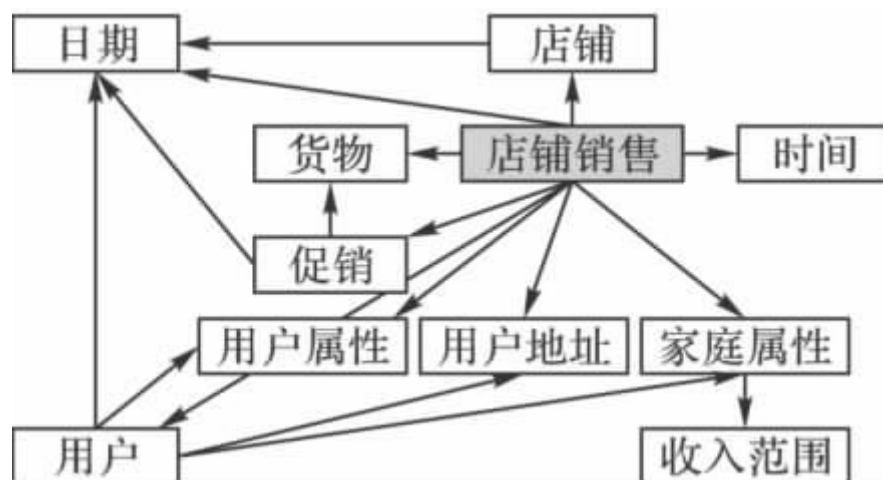 日期
店铺
货物
店铺销售
时间
促销
用户属性
用户地址
家庭属性
用户
收入范围